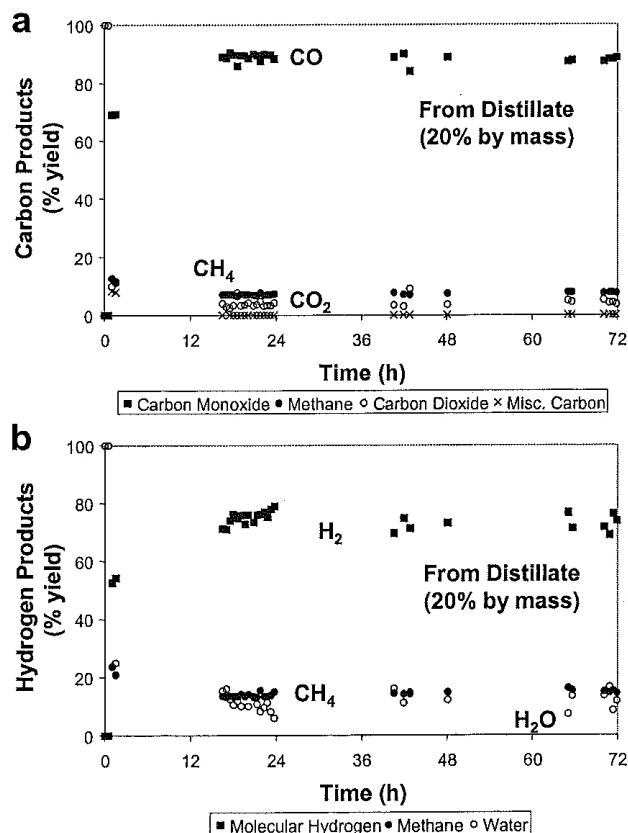 a
100
80
60
40
20
0
Carbon Products
(% yield)
CO
From Distillate
(20% by mass)
CH4
CO2
0 12 24 36 48 60 72
Time (h)
■ Carbon Monoxide ● Methane ○ Carbon Dioxide × Misc. Carbon
b
100
80
60
40
20
0
Hydrogen Products
(% yield)
H2
From Distillate
(20% by mass)
CH4
H2O
0 12 24 36 48 60 72
Time (h)
■ Molecular Hydrogen ● Methane ○ Water